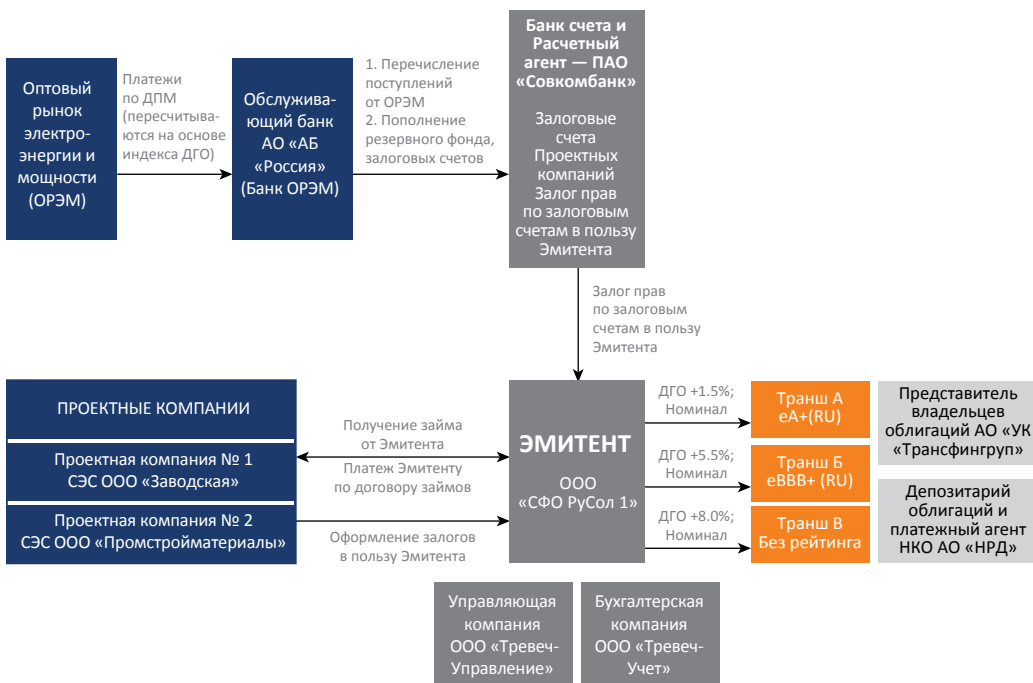 Оптовый
рынок
электро-
энергии и
мощности
(ОРЭМ)
Платежи
по ДПМ
(пересчитыва-
ются на основе
индекса ДГО)
Обслужива-
ющий банк
АО «АБ
«Россия»
(Банк ОРЭМ)
1. Перечисление
поступлений
от ОРЭМ
2. Пополнение
резервного фонда,
залоговых счетов
Банк счета и
Расчетный
агент — ПАО
«Совкомбанк»
Залоговые
счета
Проектных
компаний
Залог прав
по залоговым
счетам в пользу
Эмитента
Залог прав
по залоговым
счетам в пользу
Эмитента
ПРОЕКТНЫЕ КОМПАНИИ
Проектная компания № 1
СЭС ООО «Заводская»
Проектная компания № 2
СЭС ООО «Промстройматериалы»
Получение займа
от Эмитента
Платеж Эмитенту
по договору займов
Оформление залогов
в пользу Эмитента
ЭМИТЕНТ
ООО
«СФО РуСол 1»
ДГО +1.5%;
Номинал
ДГО +5.5%;
Номинал
ДГО +8.0%;
Номинал
Транш А
eA+(RU)
Транш Б
eBBB+ (RU)
Транш В
Без рейтинга
Представитель
владельцев
облигаций АО «УК
«Трансфингруп»
Депозитарий
облигаций и
платежный агент
НКО АО «НРД»
Управляющая
компания
ООО «Тревеч-
Управление»
Бухгалтерская
компания
ООО «Тревеч-
Учет»